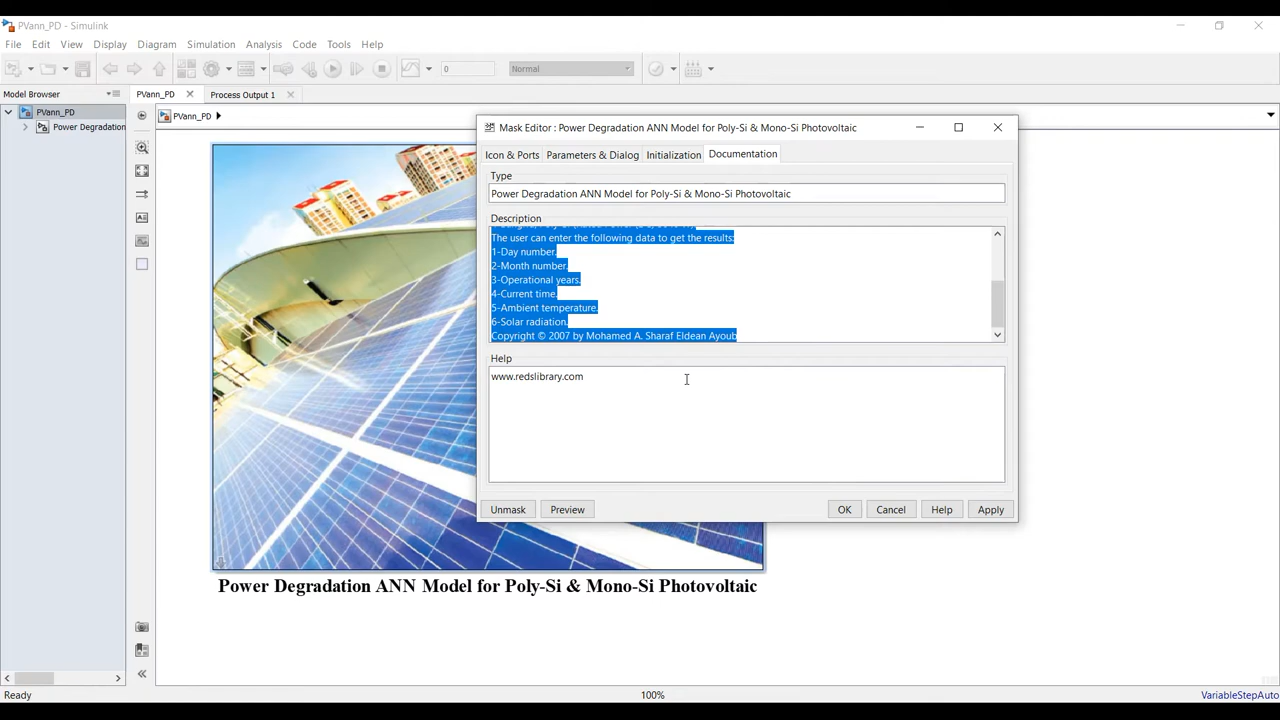 PVann_PD - Simulink
File Edit View Display Diagram Simulation Analysis Code Tools Help
0
Normal
Model Browser
PVann_PD
Process Output 1
PVann_PD
PVann_PD
Power Degradation
Mask Editor : Power Degradation ANN Model for Poly-Si & Mono-Si Photovoltaic
Icon & Ports Parameters & Dialog Initialization Documentation
Type
Power Degradation ANN Model for Poly-Si & Mono-Si Photovoltaic
Description
The user can enter the following data to get the results:
1-Day number.
2-Month number.
3-Operational years.
4-Current time.
5-Ambient temperature.
6-Solar radiation.
Copyright © 2007 by Mohamed A. Sharaf Eldean Ayoub
Help
www.redslibrary.com
Unmask Preview OK Cancel Help Apply
Power Degradation ANN Model for Poly-Si & Mono-Si Photovoltaic
Ready
100%
VariableStepAuto